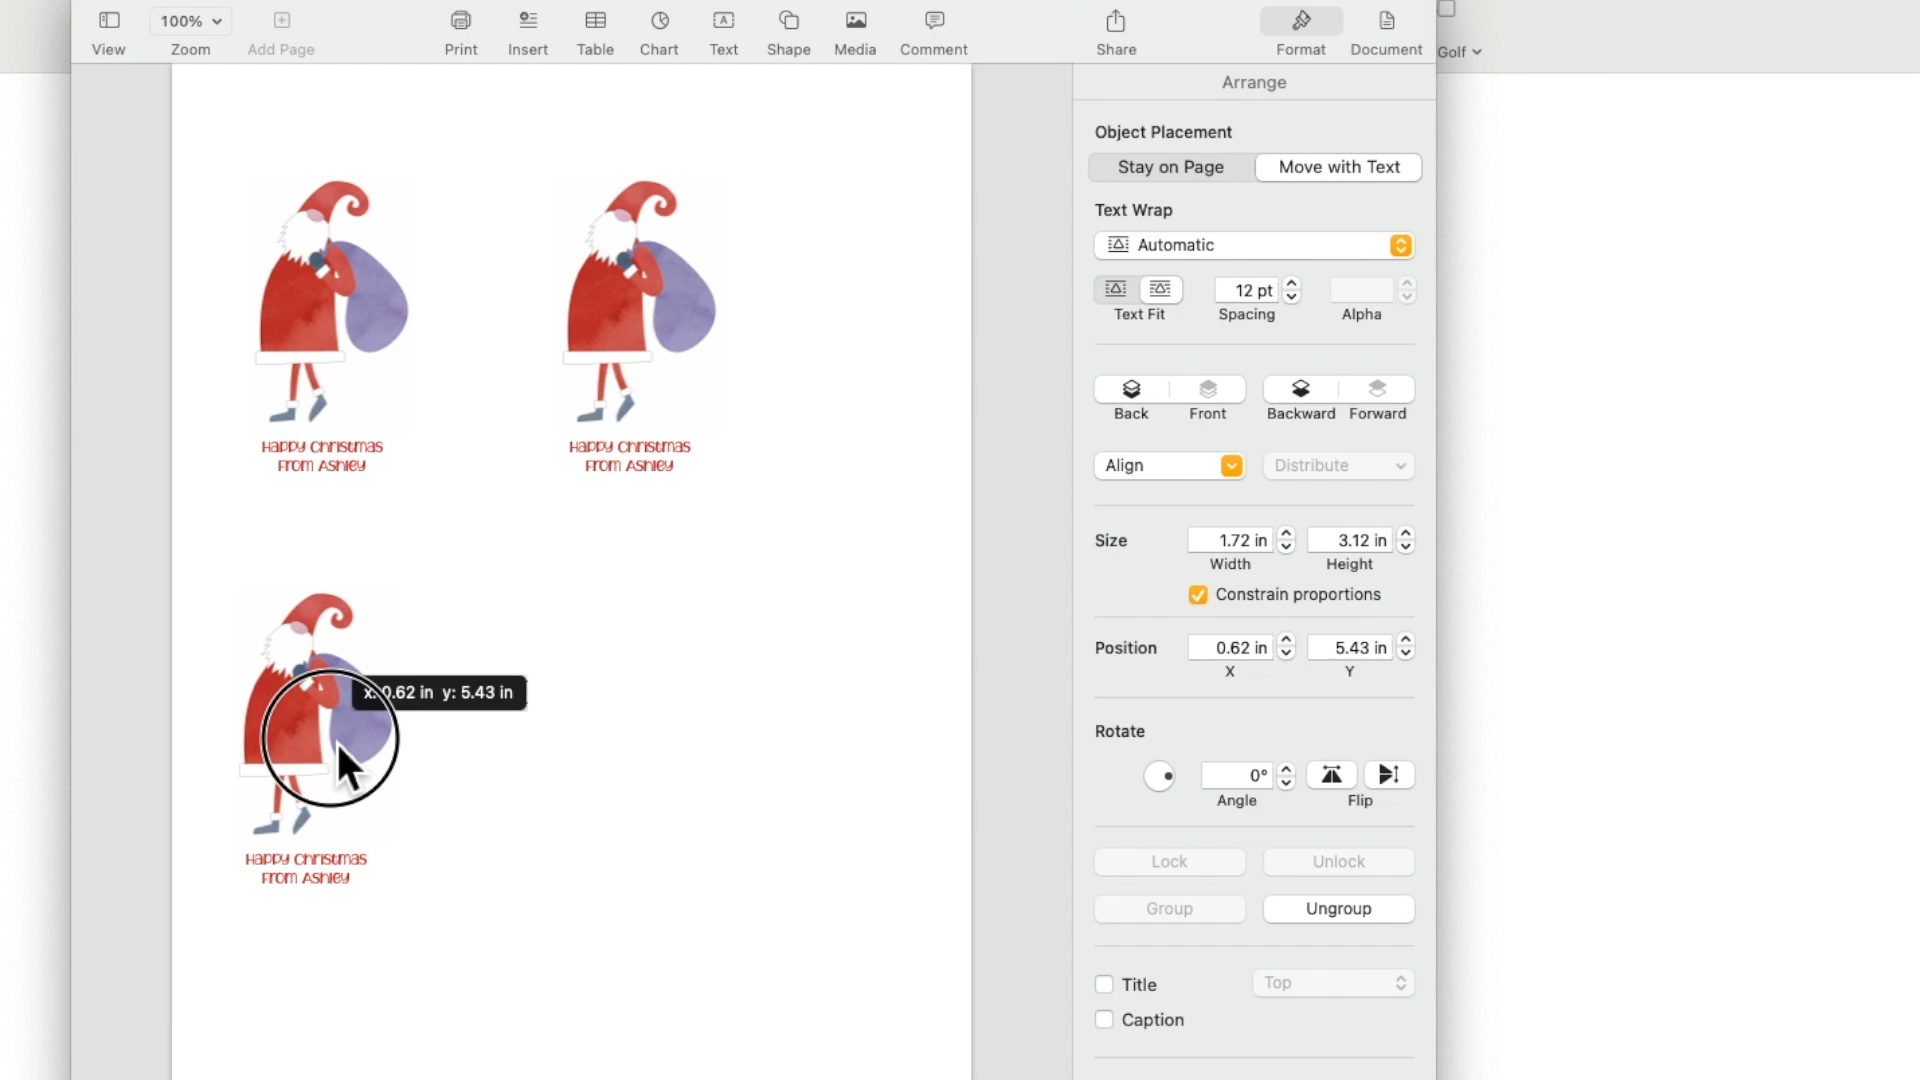 View
100%
Zoom
Add Page
Print
Insert
Table
Chart
Text
Shape
Media
Comment
Share
Format
Document
Golf
Arrange
Object Placement
Stay on Page
Move with Text
Text Wrap
Automatic
Text Fit
12 pt
Spacing
Alpha
Back
Front
Backward
Forward
Align
Distribute
Size
1.72 in
Width
3.12 in
Height
Constrain proportions
Position
0.62 in
X
5.43 in
Y
Rotate
0°
Angle
Flip
Lock
Unlock
Group
Ungroup
Title
Top
Caption
Happy Christmas
From Ashley
Happy Christmas
From Ashley
x: 0.62 in y: 5.43 in
Happy Christmas
From Ashley